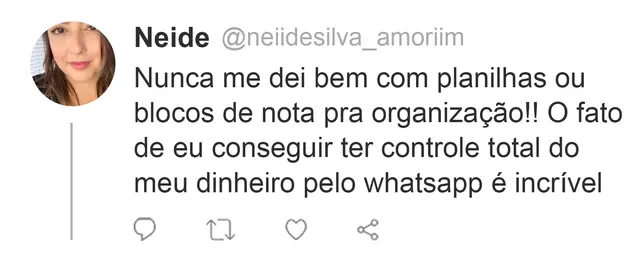 Neide @neiidesilva_amoriim
Nunca me dei bem com planilhas ou
blocos de nota pra organização!! O fato
de eu conseguir ter controle total do
meu dinheiro pelo whatsapp é incrível